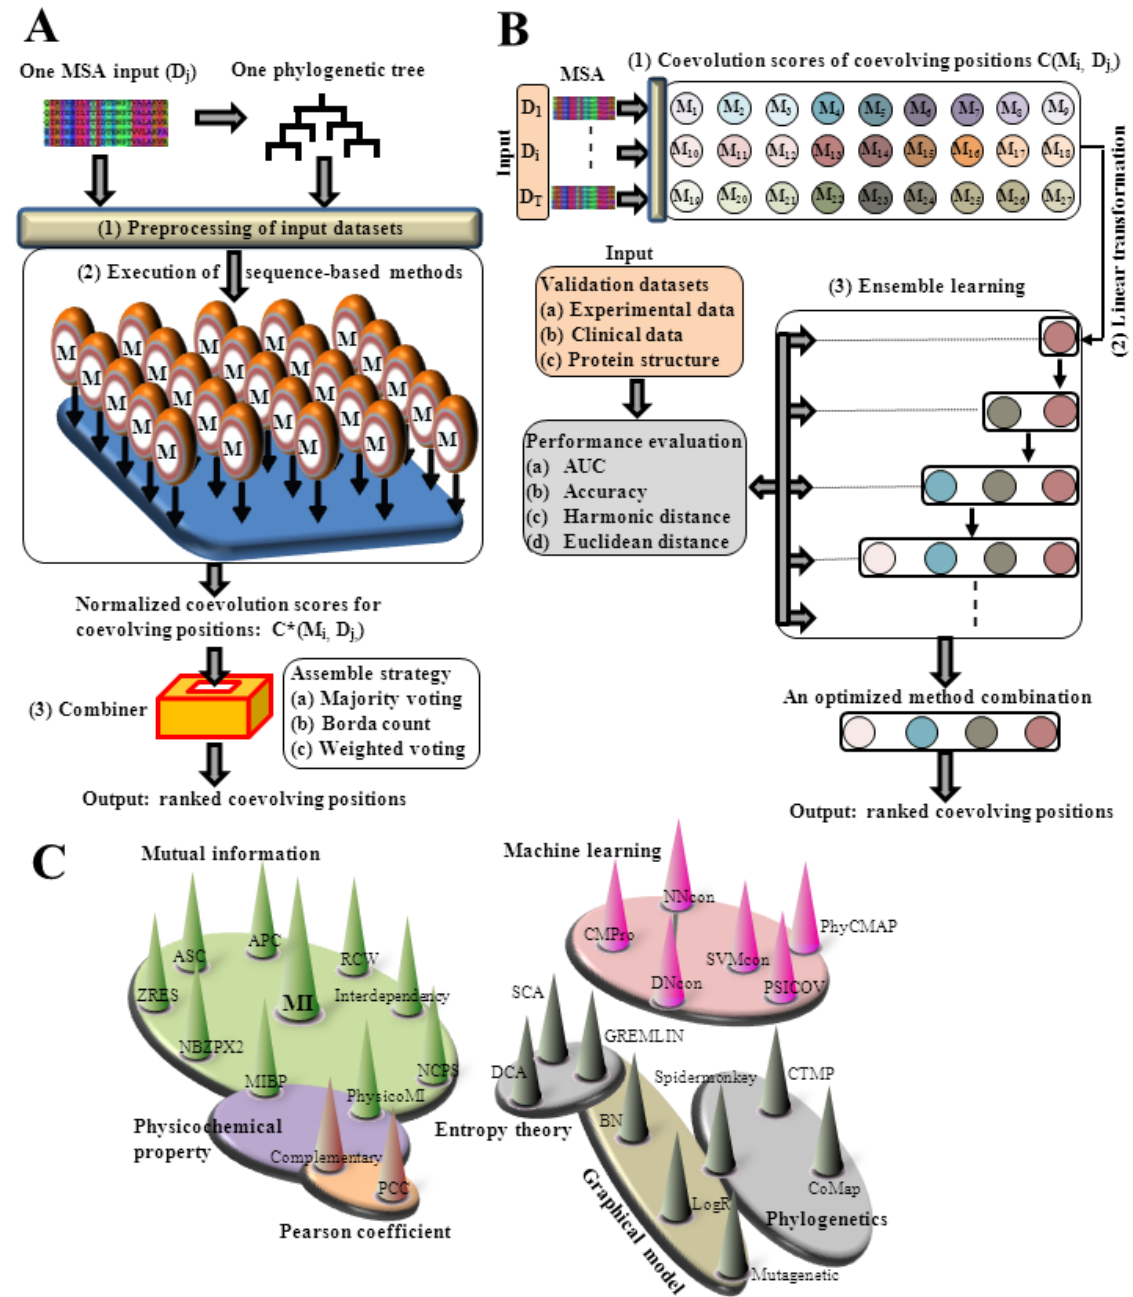 A
One MSA input (Dj)
One phylogenetic tree
(1) Preprocessing of input datasets
(2) Execution of sequence-based methods
M M M M M
M M M M
M M M M
M M M M
M M M M
Normalized coevolution scores for
coevolving positions: C*(Mi, Dj,)
(3) Combiner
Assemble strategy
(a) Majority voting
(b) Borda count
(c) Weighted voting
Output: ranked coevolving positions
B
(1) Coevolution scores of coevolving positions C(Mi, Dj,)
MSA
Input
D1
Di
DT
M1 M2 M3 M4 M5 M6 M7 M8 M9
M10 M11 M12 M13 M14 M15 M16 M17 M18
M19 M20 M21 M22 M23 M24 M25 M26 M27
(2) Linear transformation
Input
Validation datasets
(a) Experimental data
(b) Clinical data
(c) Protein structure
Performance evaluation
(a) AUC
(b) Accuracy
(c) Harmonic distance
(d) Euclidean distance
(3) Ensemble learning
An optimized method combination
Output: ranked coevolving positions
C
Mutual information
ASC
APC
RCW
ZRES
MI
Interdependency
NBZPX2
MIBP
PhysicoMI
NCPS
Physicochemical
property
Complementary
PCC
Pearson coefficient
Machine learning
NNcon
CMPro
PhyCMAP
SVMcon
DNcon
PSICOV
SCA
GREMLIN
DCA
Entropy theory
BN
LogR
Mutagenetic
Graphical model
Spidermonkey
CTMP
CoMap
Phylogenetics